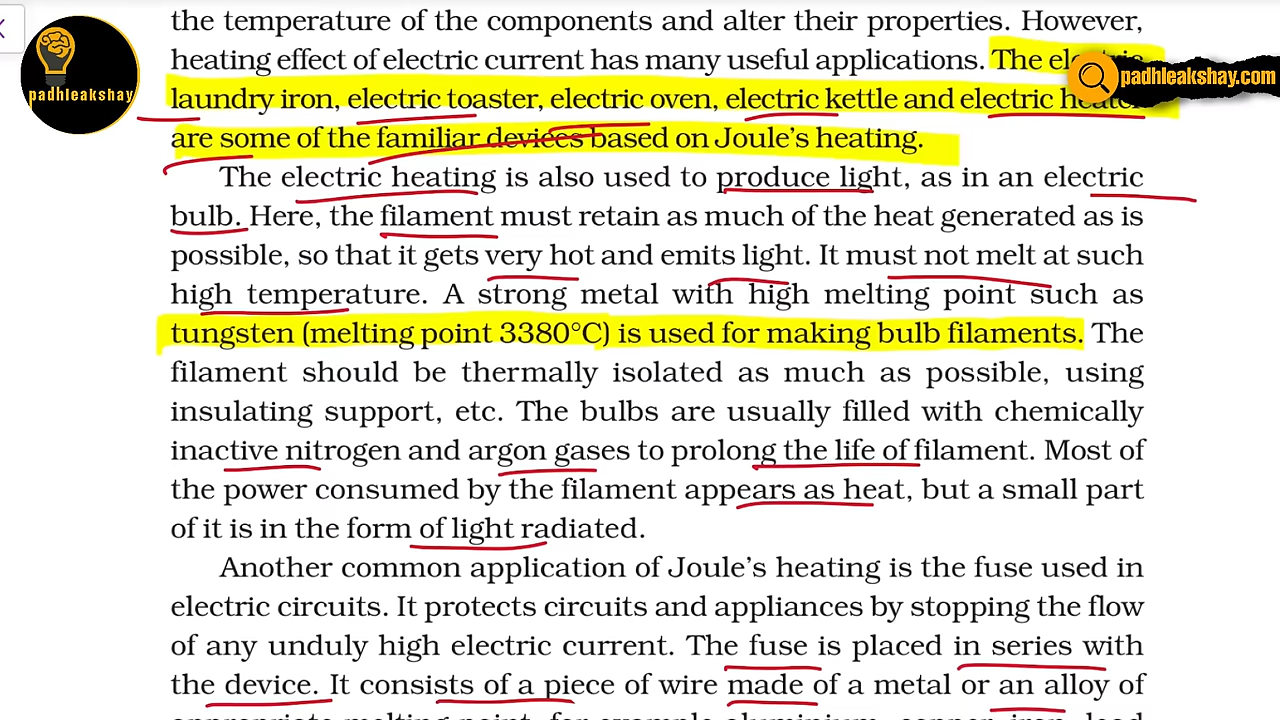 the temperature of the components and alter their properties. However,
heating effect of electric current has many useful applications. The electric
laundry iron, electric toaster, electric oven, electric kettle and electric heater
are some of the familiar devices based on Joule's heating.
The electric heating is also used to produce light, as in an electric
bulb. Here, the filament must retain as much of the heat generated as is
possible, so that it gets very hot and emits light. It must not melt at such
high temperature. A strong metal with high melting point such as
tungsten (melting point 3380°C) is used for making bulb filaments. The
filament should be thermally isolated as much as possible, using
insulating support, etc. The bulbs are usually filled with chemically
inactive nitrogen and argon gases to prolong the life of filament. Most of
the power consumed by the filament appears as heat, but a small part
of it is in the form of light radiated.
Another common application of Joule's heating is the fuse used in
electric circuits. It protects circuits and appliances by stopping the flow
of any unduly high electric current. The fuse is placed in series with
the device. It consists of a piece of wire made of a metal or an alloy of
appropriate melting point, for example aluminium, copper, iron, lead
padhleakshay
padhleakshay.com